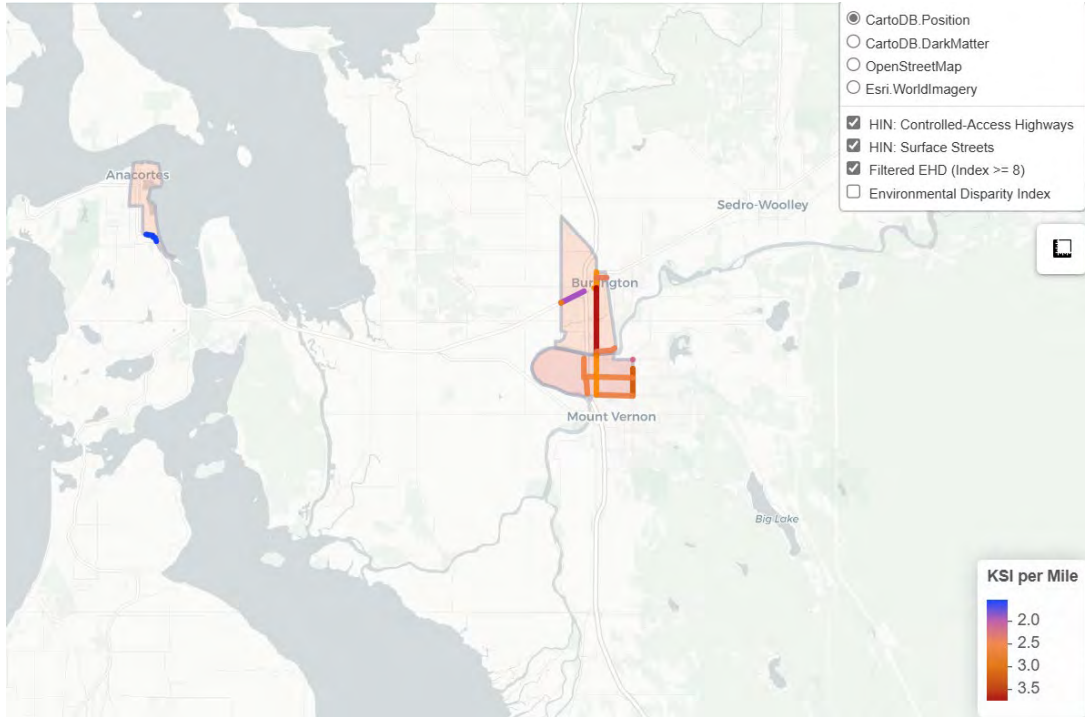 CartoDB.Position
CartoDB.DarkMatter
OpenStreetMap
Esri.WorldImagery
HIN: Controlled-Access Highways
HIN: Surface Streets
Filtered EHD (Index >= 8)
Environmental Disparity Index
Anacortes
Sedro-Woolley
Burlington
Mount Vernon
Big Lake
KSI per Mile
2.0
2.5
3.0
3.5